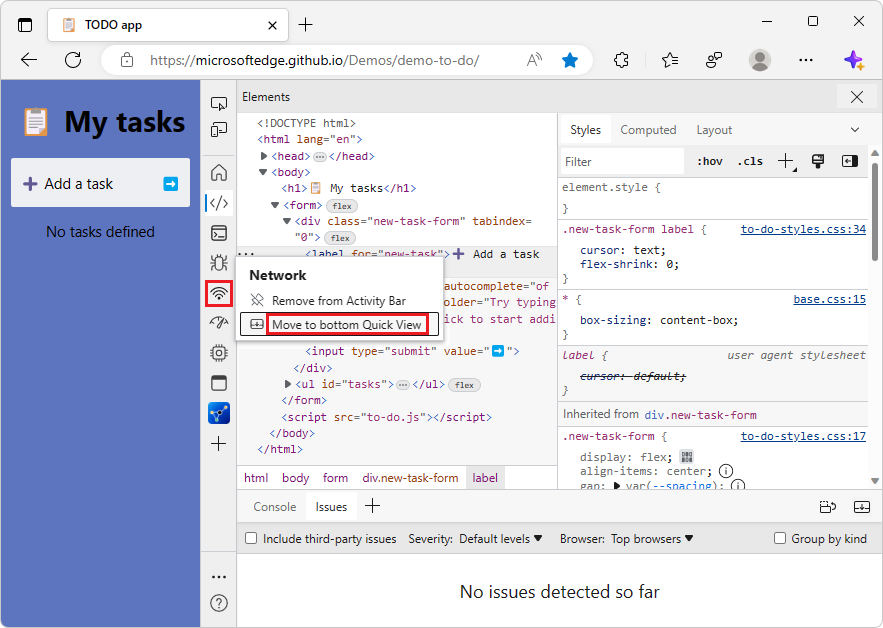 TODO app
https://microsoftedge.github.io/Demos/demo-to-do/
My tasks
Add a task
No tasks defined
Elements
<!DOCTYPE html>
<html lang="en">
<head> </head>
<body>
<h1> My tasks</h1>
<form> flex
<div class="new-task-form" tabindex=
"0"> flex
<label for="new-task"> Add a task
Network
Remove from Activity Bar
Move to bottom Quick View
autocomplete="of
older="Try typing
ick to start addi
<input type="submit" value=" ">
</div>
<ul id="tasks"> </ul> flex
</form>
<script src="to-do.js"></script>
</body>
</html>
html body form div.new-task-form label
Styles Computed Layout
Filter :hov .cls
element.style {
}
.new-task-form label { to-do-styles.css:34
cursor: text;
flex-shrink: 0;
}
* { base.css:15
box-sizing: content-box;
}
label { user agent stylesheet
cursor: default;
}
Inherited from div.new-task-form
.new-task-form { to-do-styles.css:17
display: flex;
align-items: center;
gap: var(--spacing);
Console Issues
Include third-party issues Severity: Default levels Browser: Top browsers Group by kind
No issues detected so far